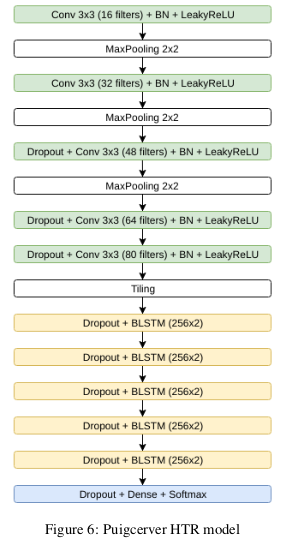 Conv 3x3 (16 filters) + BN + LeakyReLU
MaxPooling 2x2
Conv 3x3 (32 filters) + BN + LeakyReLU
MaxPooling 2x2
Dropout + Conv 3x3 (48 filters) + BN + LeakyReLU
MaxPooling 2x2
Dropout + Conv 3x3 (64 filters) + BN + LeakyReLU
Dropout + Conv 3x3 (80 filters) + BN + LeakyReLU
Tiling
Dropout + BLSTM (256x2)
Dropout + BLSTM (256x2)
Dropout + BLSTM (256x2)
Dropout + BLSTM (256x2)
Dropout + BLSTM (256x2)
Dropout + Dense + Softmax
Figure 6: Puigcerver HTR model